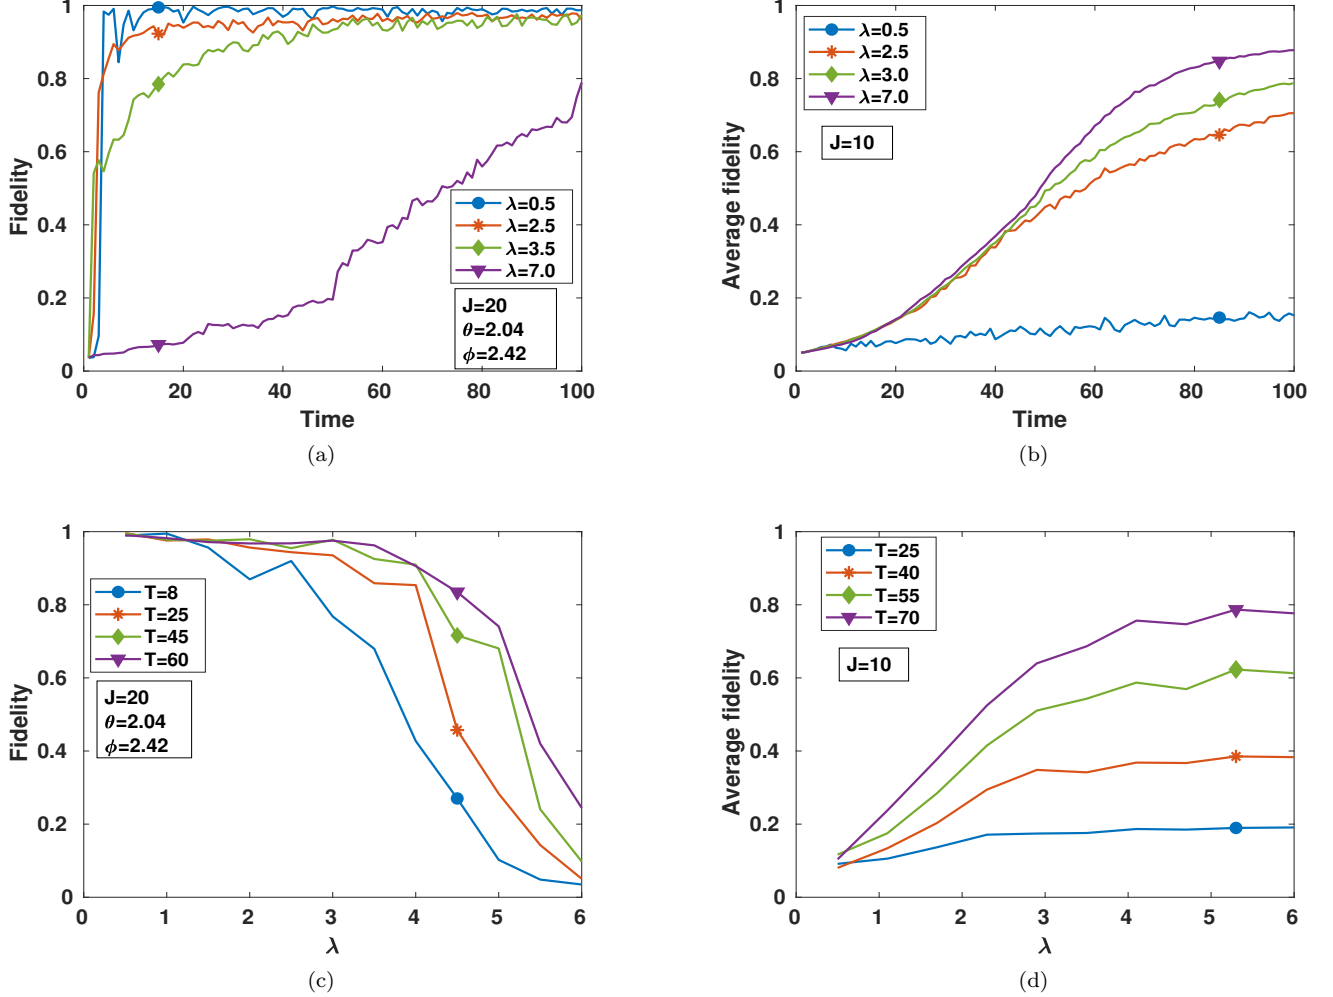 1
0.8
0.6
0.4
0.2
0
Fidelity
0 20 40 60 80 100
Time
λ=0.5
λ=2.5
λ=3.5
λ=7.0
J=20
θ=2.04
ϕ=2.42
(a)
1
0.8
0.6
0.4
0.2
0
Average fidelity
0 20 40 60 80 100
Time
λ=0.5
λ=2.5
λ=3.0
λ=7.0
J=10
(b)
1
0.8
0.6
0.4
0.2
0
Fidelity
0 1 2 3 4 5 6
λ
T=8
T=25
T=45
T=60
J=20
θ=2.04
ϕ=2.42
(c)
1
0.8
0.6
0.4
0.2
0
Average fidelity
0 1 2 3 4 5 6
λ
T=25
T=40
T=55
T=70
J=10
(d)